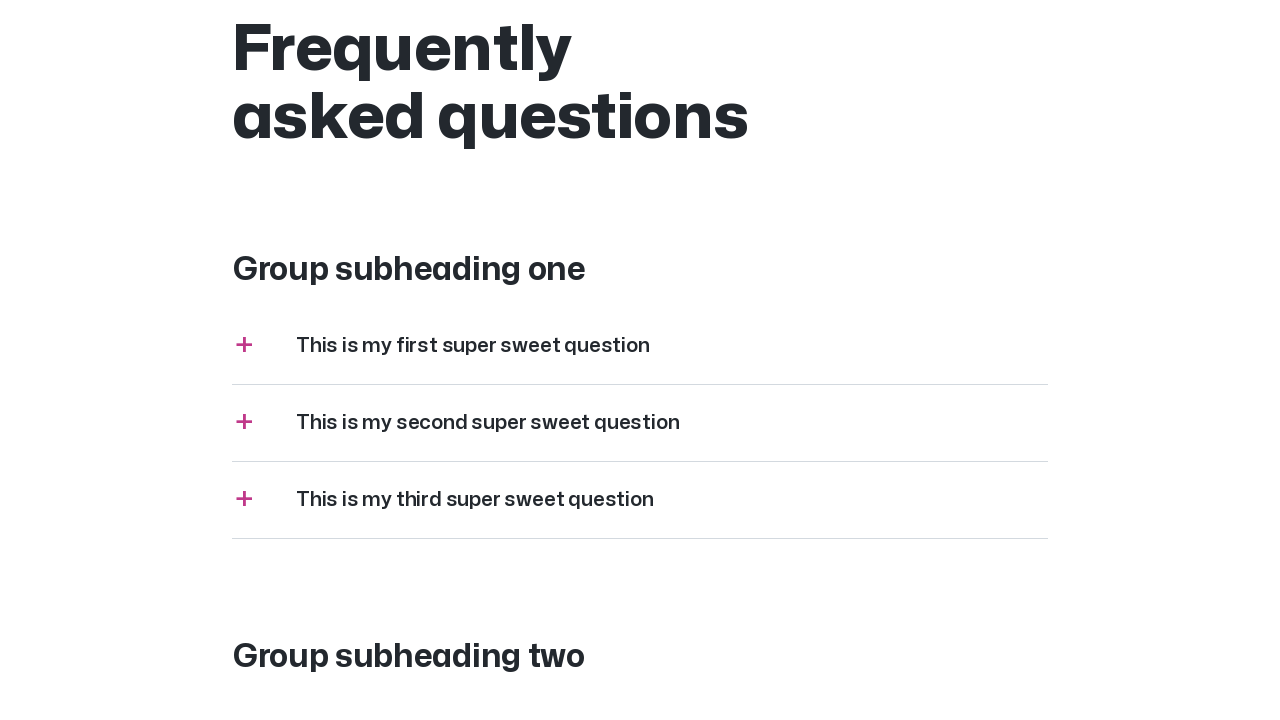 Frequently
asked questions
Group subheading one
+ This is my first super sweet question
+ This is my second super sweet question
+ This is my third super sweet question
Group subheading two